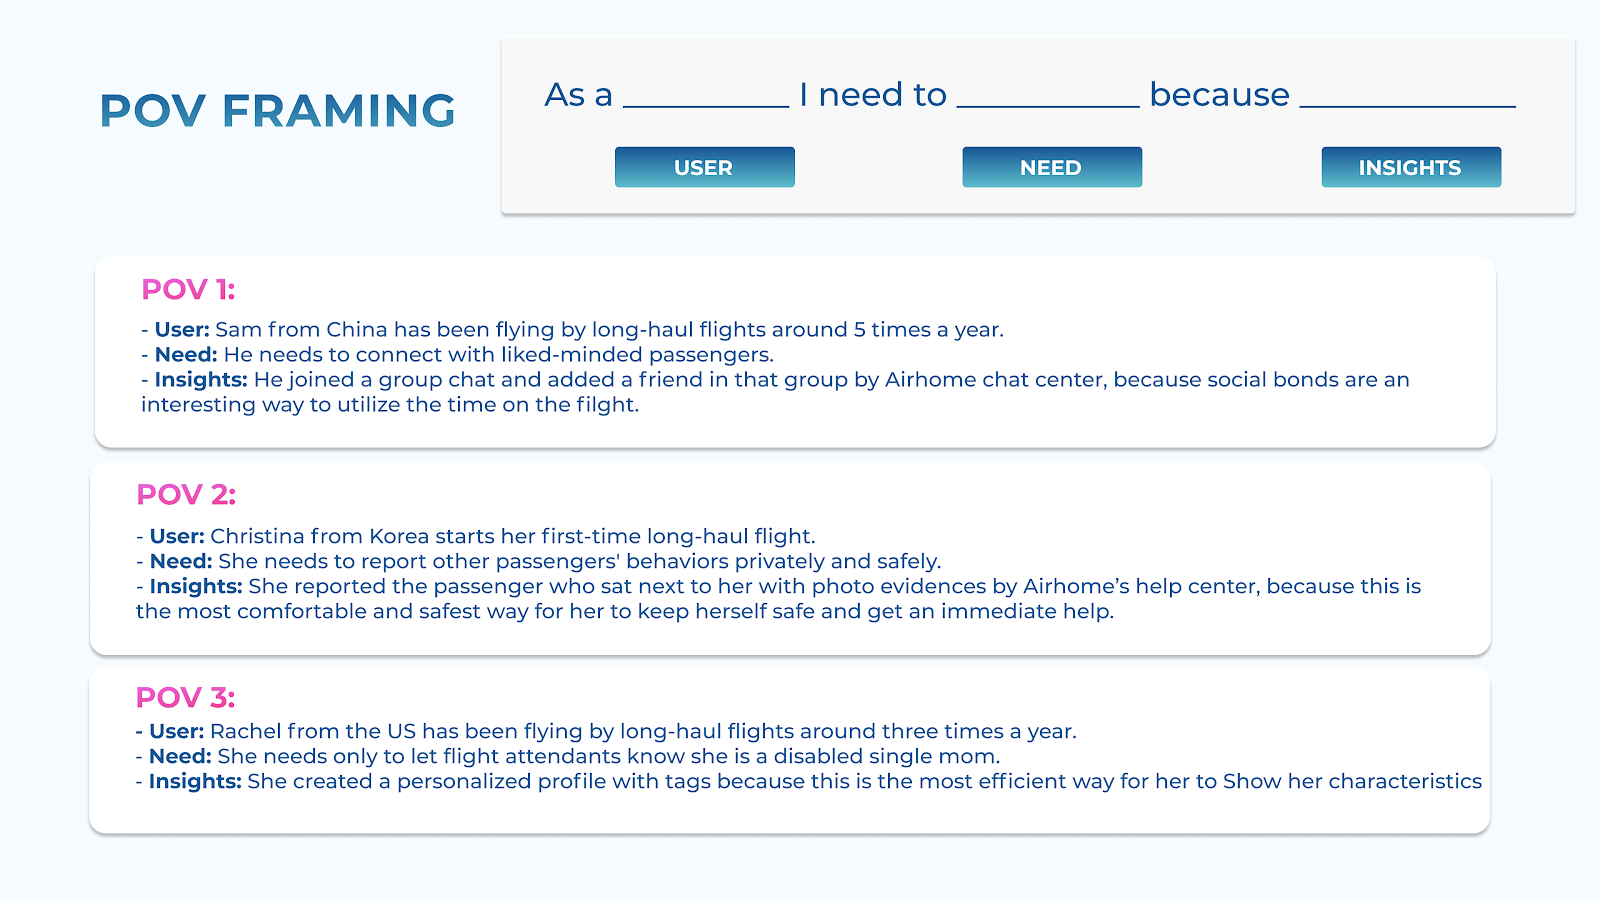 POV FRAMING
As a __________ I need to ___________ because _____________
USER
NEED
INSIGHTS
POV 1:
- User: Sam from China has been flying by long-haul flights around 5 times a year.
- Need: He needs to connect with liked-minded passengers.
- Insights: He joined a group chat and added a friend in that group by Airhome chat center, because social bonds are an
interesting way to utilize the time on the filght.
POV 2:
- User: Christina from Korea starts her first-time long-haul flight.
- Need: She needs to report other passengers' behaviors privately and safely.
- Insights: She reported the passenger who sat next to her with photo evidences by Airhome’s help center, because this is
the most comfortable and safest way for her to keep herself safe and get an immediate help.
POV 3:
- User: Rachel from the US has been flying by long-haul flights around three times a year.
- Need: She needs only to let flight attendants know she is a disabled single mom.
- Insights: She created a personalized profile with tags because this is the most efficient way for her to Show her characteristics